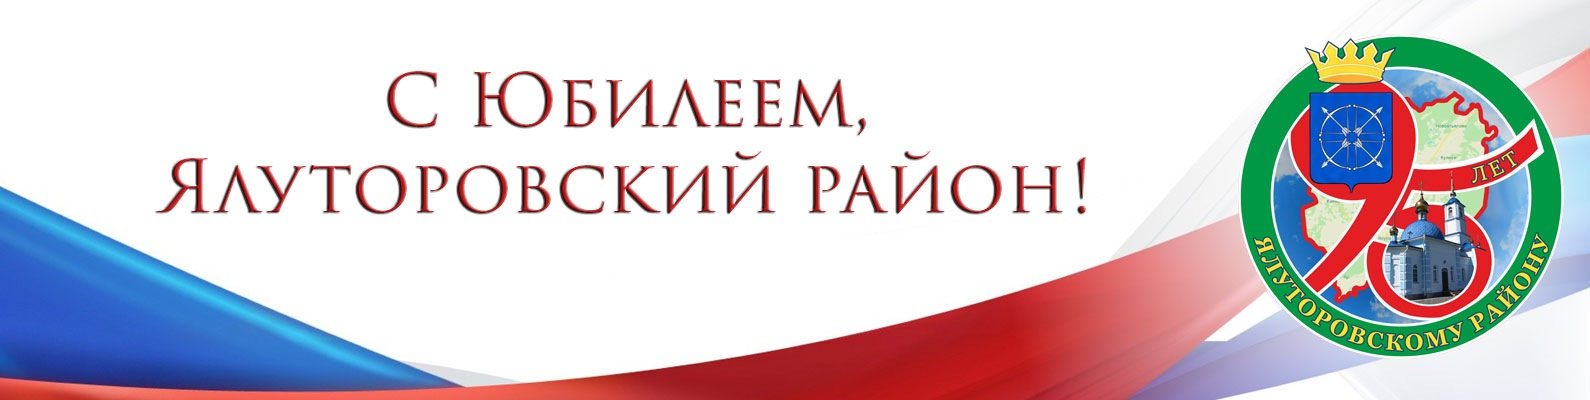 С Юбилеем,
Ялуторовский район!
95 ЛЕТ
ЯЛУТОРОВСКОМУ РАЙОНУ